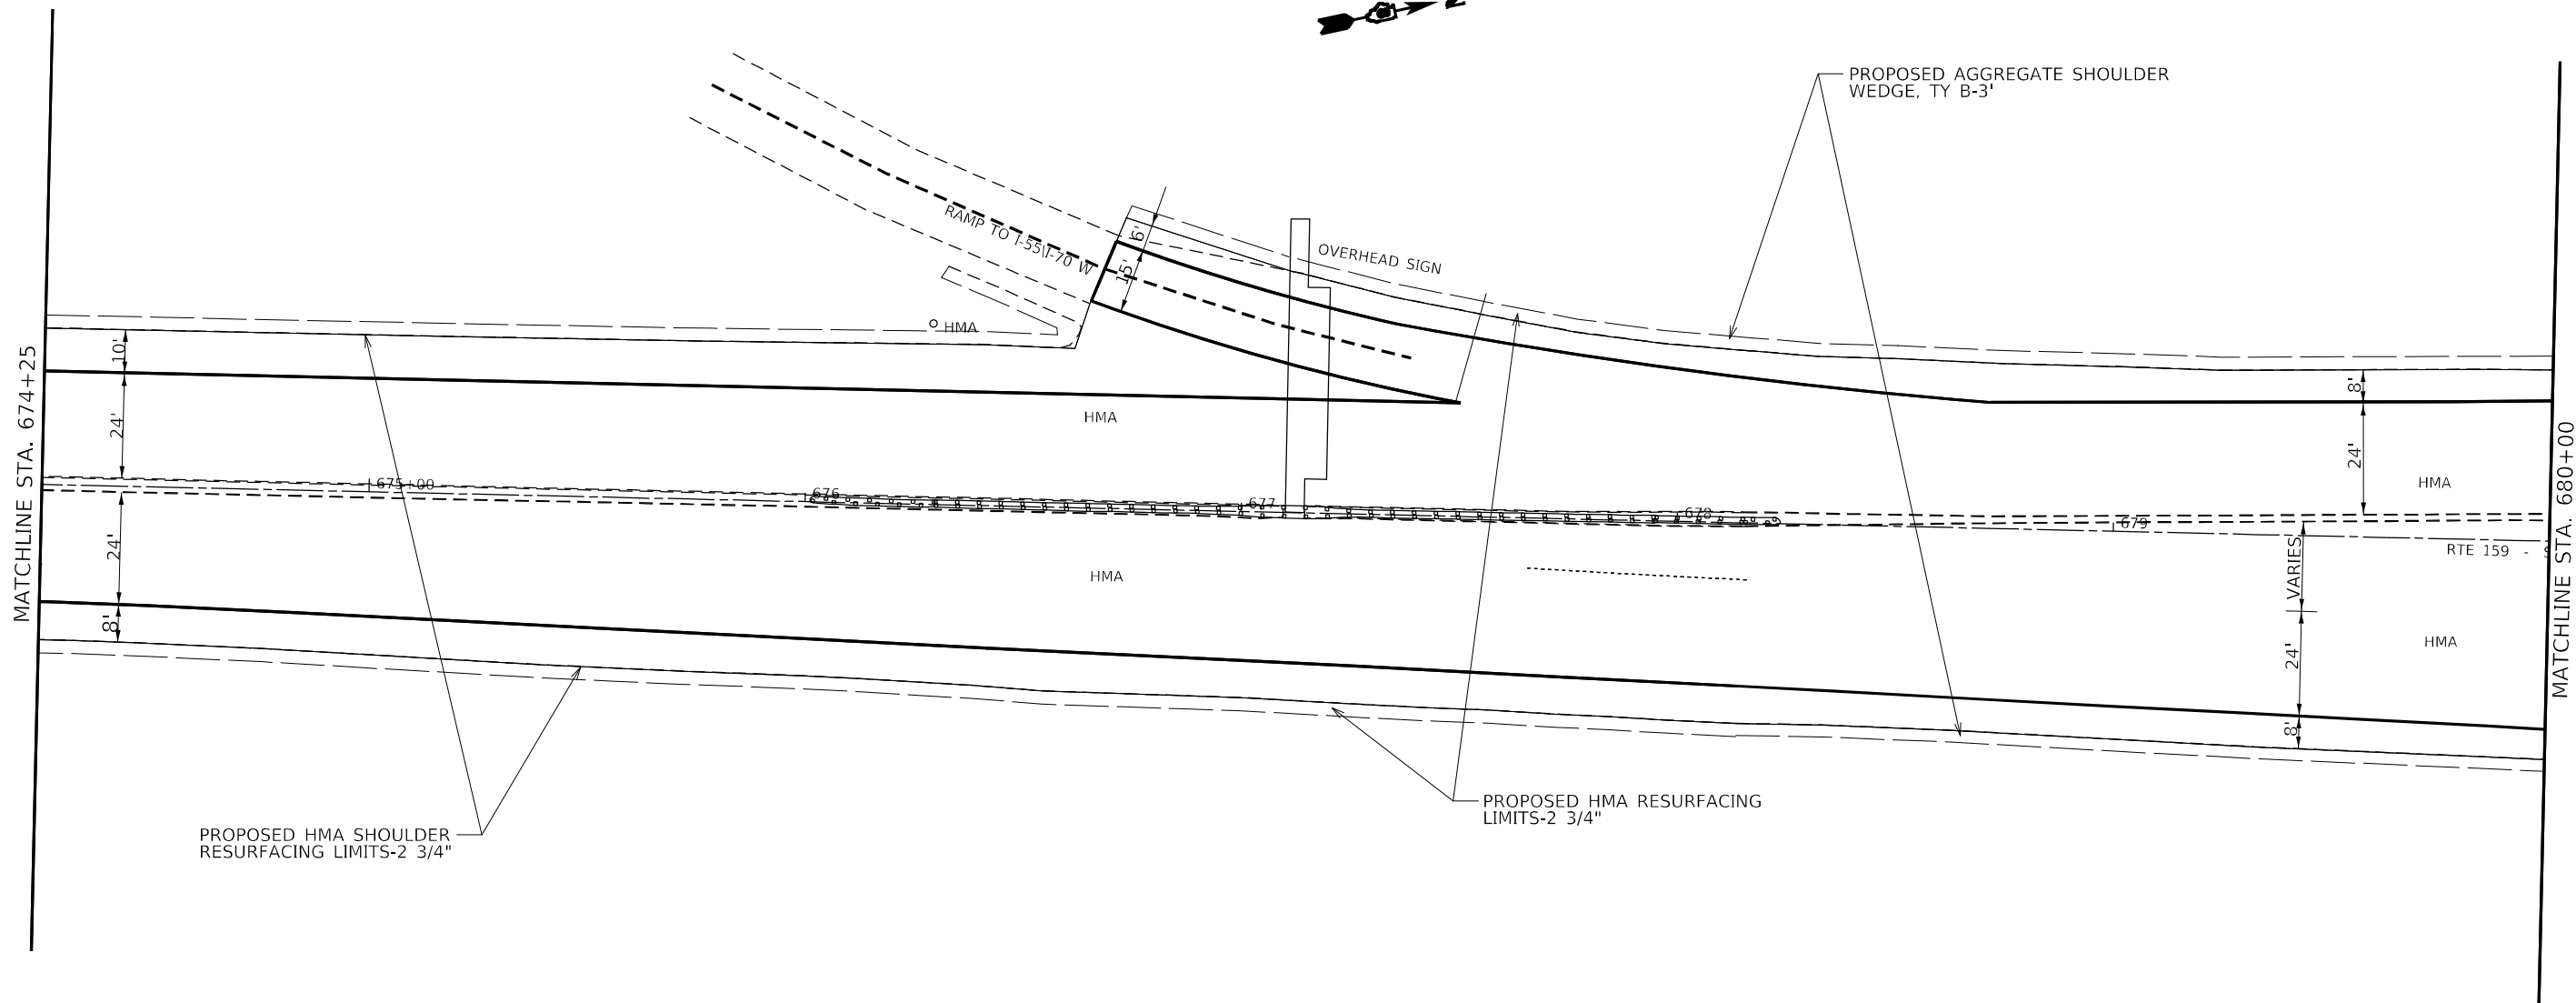 N
PROPOSED AGGREGATE SHOULDER
WEDGE, TY B-3'
RAMP TO I-55\I-70 W
6'
15'
OVERHEAD SIGN
HMA
MATCHLINE STA. 674+25
10'
24'
24'
8'
HMA
HMA
675+00
676
677
678
679
8'
24'
VARIES
24'
8'
HMA
RTE 159 -
HMA
MATCHLINE STA. 680+00
PROPOSED HMA SHOULDER
RESURFACING LIMITS-2 3/4"
PROPOSED HMA RESURFACING
LIMITS-2 3/4"